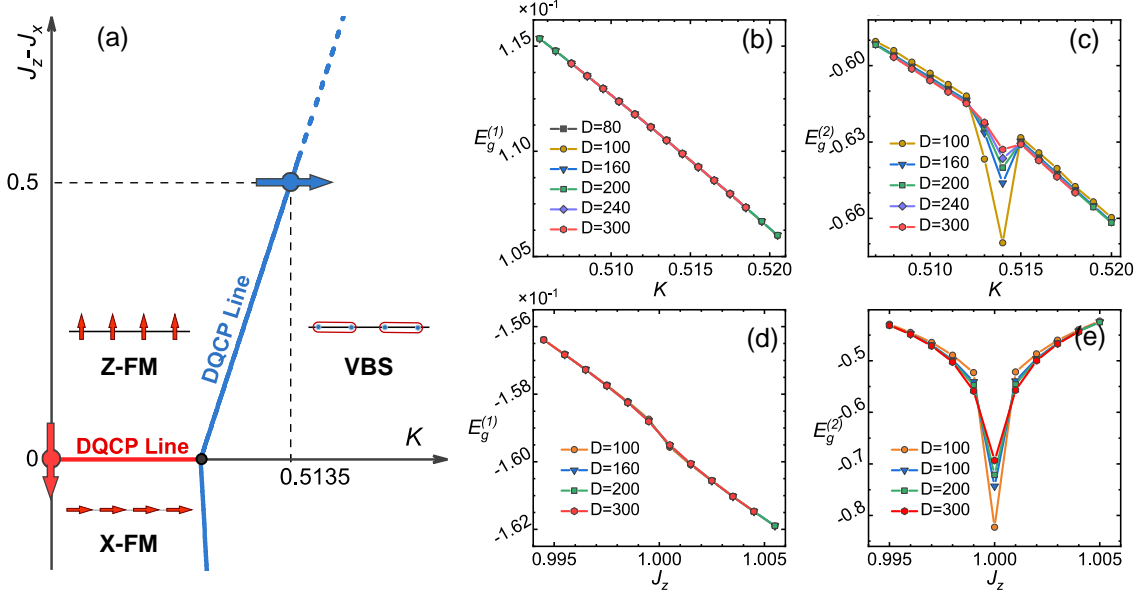 (a)
J_z-J_x
0.5
DQCP Line
Z-FM
VBS
DQCP Line
K
0
0.5135
X-FM
×10^-1
(b)
1.15
E_g^(1)
1.10
1.05
D=80
D=100
D=160
D=200
D=240
D=300
0.510
0.515
0.520
K
(c)
-0.60
E_g^(2)
-0.63
-0.66
D=100
D=160
D=200
D=240
D=300
0.510
0.515
0.520
K
×10^-1
(d)
-1.56
-1.58
E_g^(1)
-1.60
-1.62
D=100
D=160
D=200
D=300
0.995
1.000
1.005
J_z
(e)
-0.5
-0.6
E_g^(2)
-0.7
-0.8
D=100
D=100
D=200
D=300
0.995
1.000
1.005
J_z